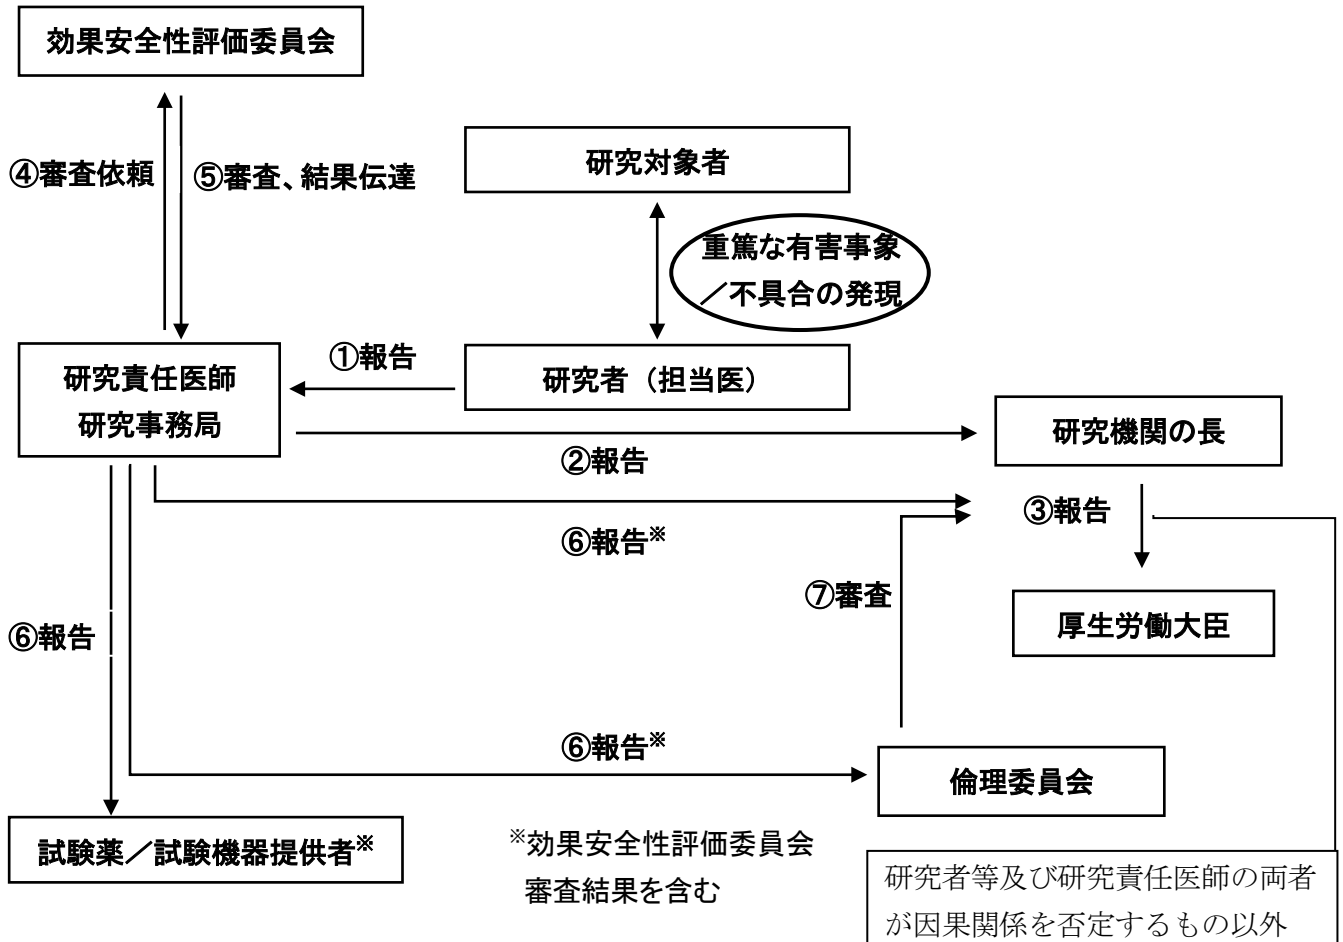 効果安全性評価委員会
④審査依頼
⑤審査、結果伝達
研究対象者
重篤な有害事象
／不具合の発現
研究責任医師
研究事務局
①報告
研究者（担当医）
②報告
研究機関の長
③報告
⑥報告※
⑦審査
厚生労働大臣
⑥報告
⑥報告※
倫理委員会
試験薬／試験機器提供者※
※効果安全性評価委員会
審査結果を含む
研究者等及び研究責任医師の両者
が因果関係を否定するもの以外